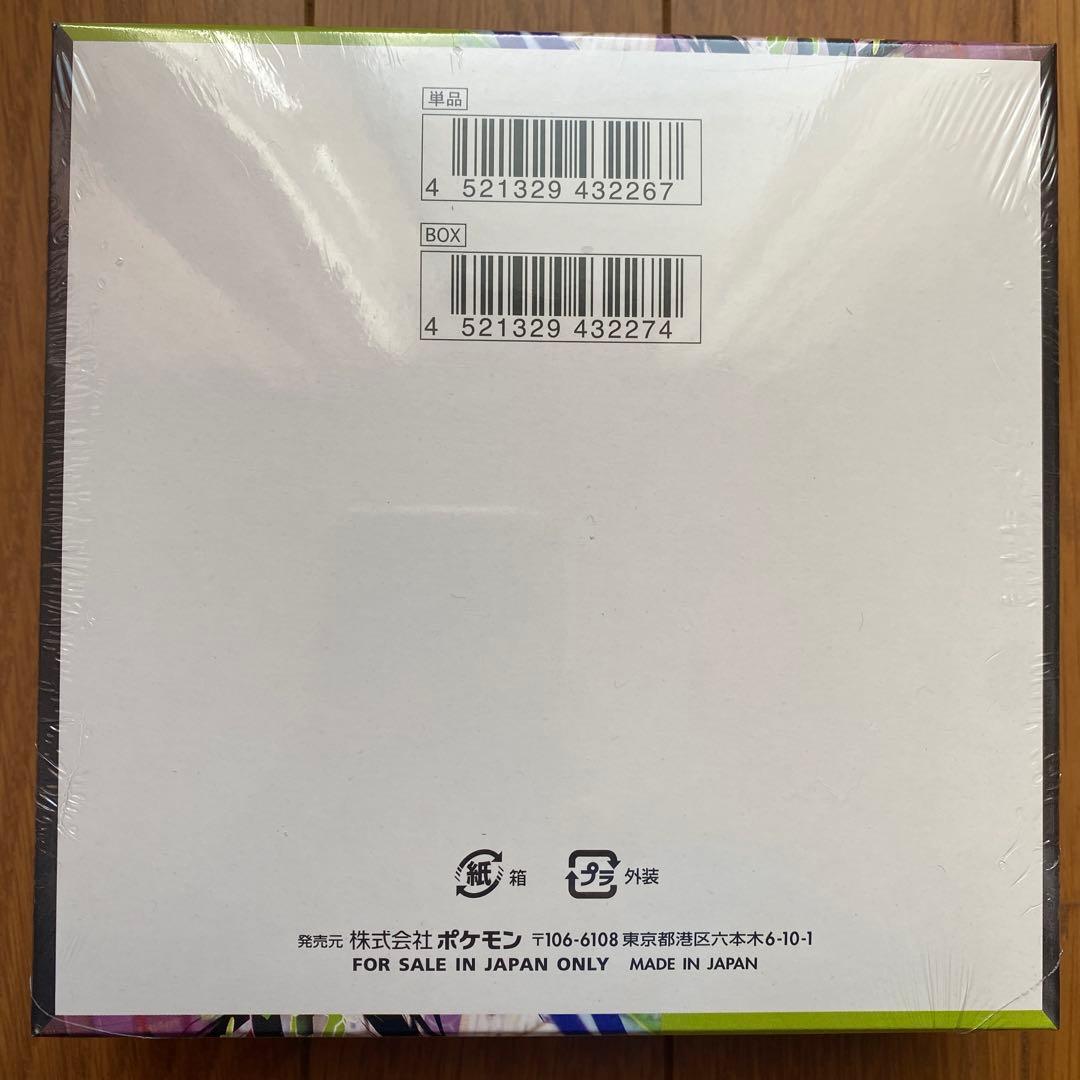 単品
4 521329 432267
BOX
4 521329 432274
紙 箱 プラ 外装
発売元 株式会社ポケモン 〒106-6108 東京都港区六本木6-10-1
FOR SALE IN JAPAN ONLY MADE IN JAPAN